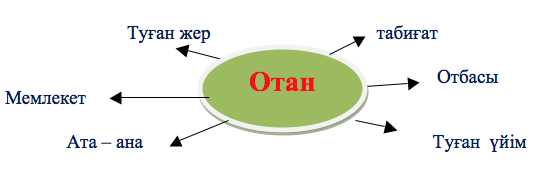 Туған жер
табиғат
Отан
Отбасы
Мемлекет
Ата – ана
Туған үйім